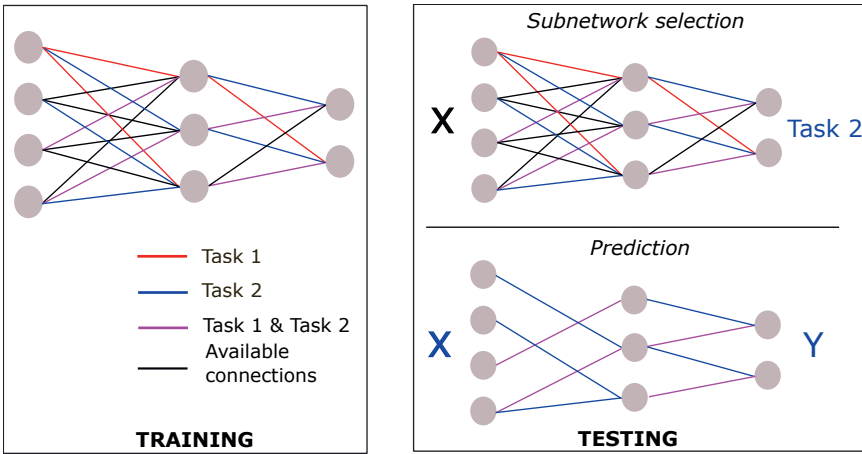 Task 1
Task 2
Task 1 & Task 2
Available
connections
TRAINING
Subnetwork selection
X
Task 2
Prediction
X
Y
TESTING